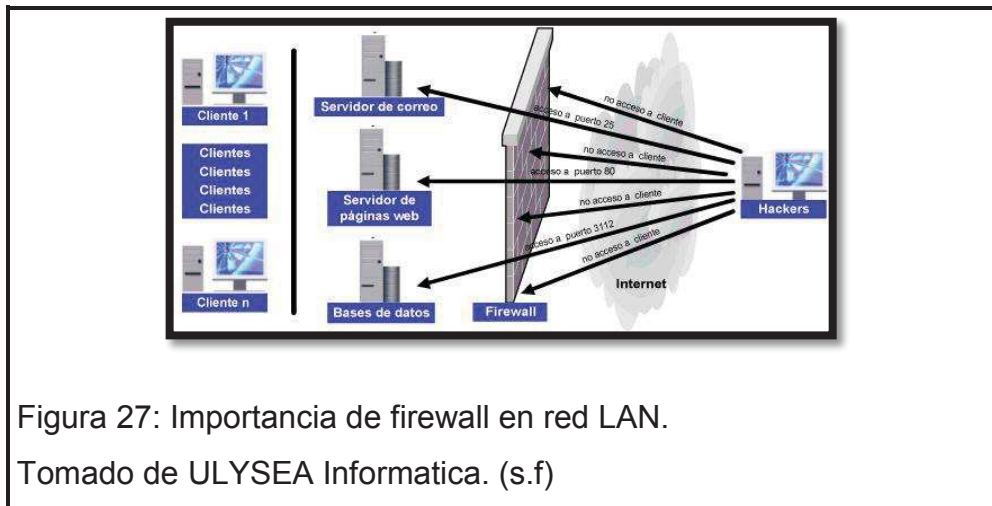 Cliente 1
Clientes
Clientes
Clientes
Clientes
Cliente n
Servidor de correo
Servidor de
páginas web
Bases de datos
Firewall
no acceso a cliente
acceso a puerto 25
no acceso a cliente
acceso a puerto 80
no acceso a cliente
acceso a puerto 3112
no acceso a cliente
Internet
Hackers
Figura 27: Importancia de firewall en red LAN.
Tomado de ULYSEA Informatica. (s.f)